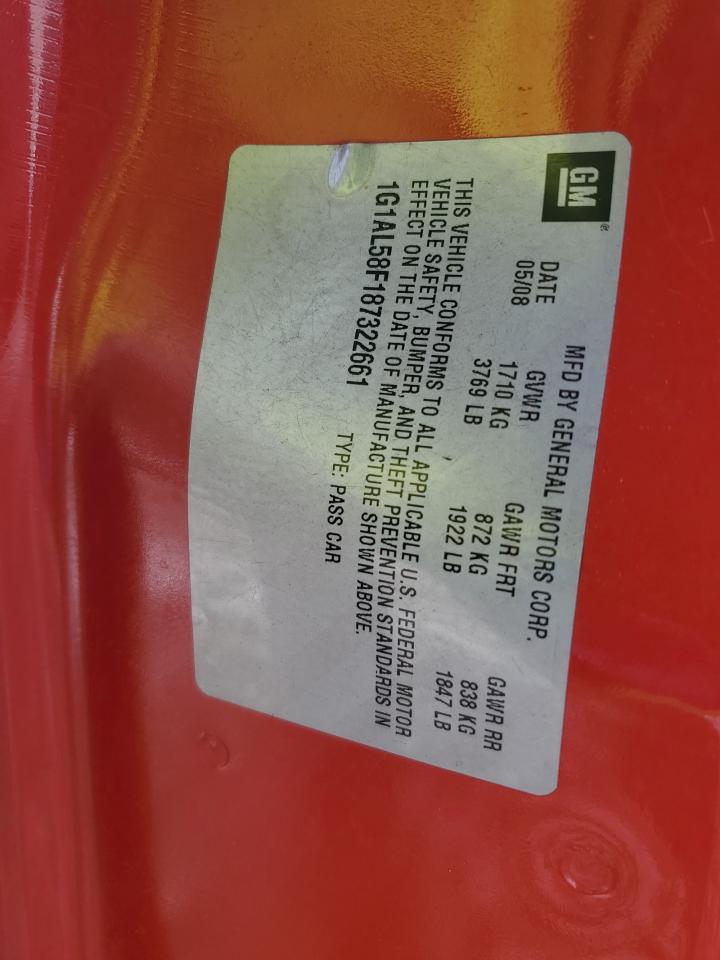 GM®
MFD BY GENERAL MOTORS CORP.
DATE GVWR GAWR FRT GAWR RR
05/08 1710 KG 872 KG 838 KG
3769 LB 1922 LB 1847 LB
THIS VEHICLE CONFORMS TO ALL APPLICABLE U.S. FEDERAL MOTOR
VEHICLE SAFETY, BUMPER, AND THEFT PREVENTION STANDARDS IN
EFFECT ON THE DATE OF MANUFACTURE SHOWN ABOVE.
1G1AL58F187322661 TYPE: PASS CAR